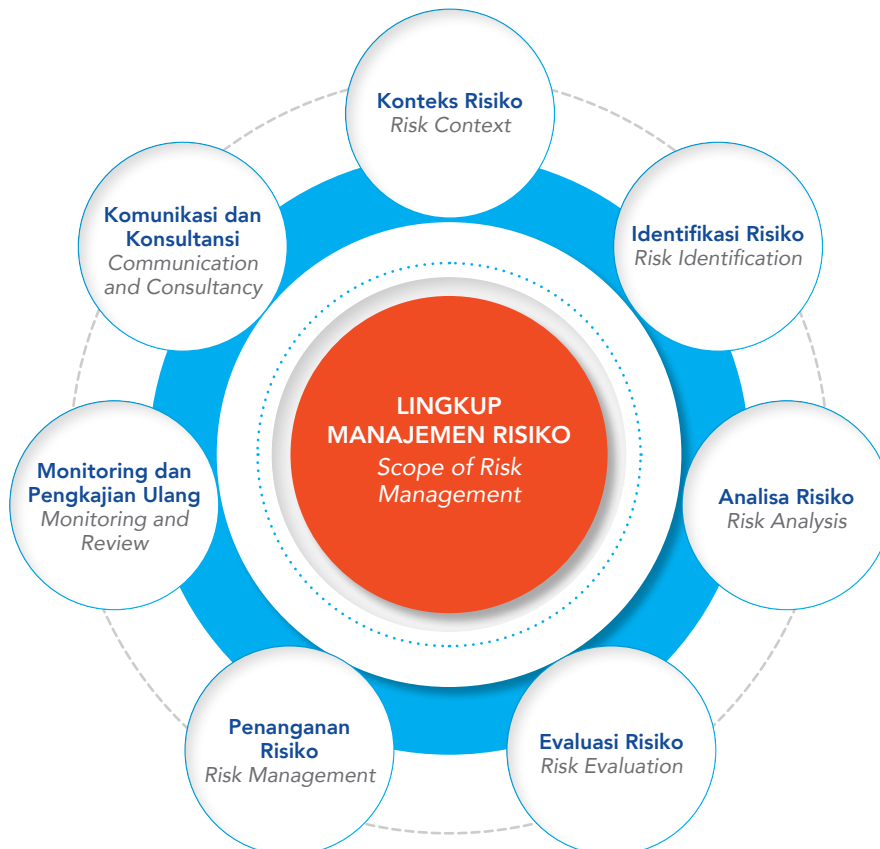 Konteks Risiko
Risk Context
Identifikasi Risiko
Risk Identification
Analisa Risiko
Risk Analysis
Evaluasi Risiko
Risk Evaluation
Penanganan
Risiko
Risk Management
Monitoring dan
Pengkajian Ulang
Monitoring and
Review
Komunikasi dan
Konsultansi
Communication
and Consultancy
LINGKUP
MANAJEMEN RISIKO
Scope of Risk
Management